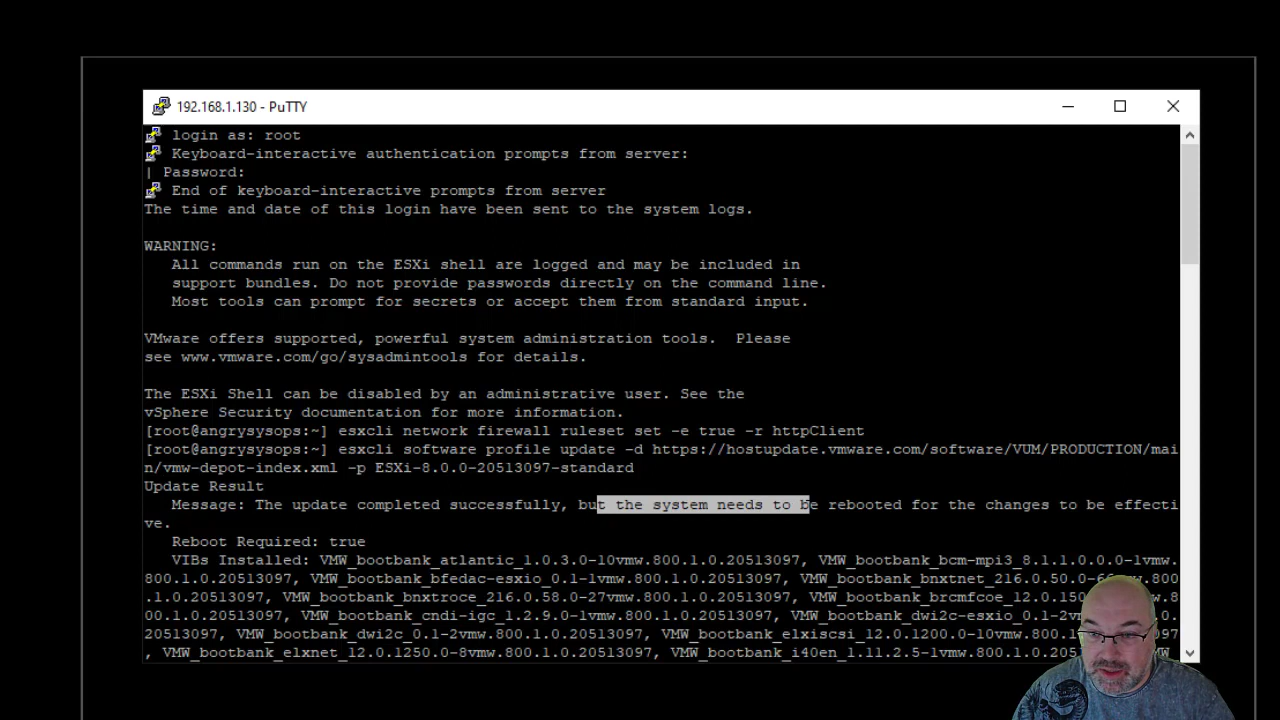 192.168.1.130 - PuTTY
login as: root
Keyboard-interactive authentication prompts from server:
| Password:
End of keyboard-interactive prompts from server
The time and date of this login have been sent to the system logs.
WARNING:
All commands run on the ESXi shell are logged and may be included in
support bundles. Do not provide passwords directly on the command line.
Most tools can prompt for secrets or accept them from standard input.
VMware offers supported, powerful system administration tools.  Please
see www.vmware.com/go/sysadmintools for details.
The ESXi Shell can be disabled by an administrative user. See the
vSphere Security documentation for more information.
[root@angrysysops:~] esxcli network firewall ruleset set -e true -r httpClient
[root@angrysysops:~] esxcli software profile update -d https://hostupdate.vmware.com/software/VUM/PRODUCTION/mai
n/vmw-depot-index.xml -p ESXi-8.0.0-20513097-standard
Update Result
Message: The update completed successfully, but the system needs to be rebooted for the changes to be effecti
ve.
Reboot Required: true
VIBs Installed: VMW_bootbank_atlantic_1.0.3.0-10vmw.800.1.0.20513097, VMW_bootbank_bcm-mpi3_8.1.1.0.0.0-1vmw.
800.1.0.20513097, VMW_bootbank_bfedac-esxio_0.1-1vmw.800.1.0.20513097, VMW_bootbank_bnxtnet_216.0.50.0-66 .800
.1.0.20513097, VMW_bootbank_bnxtroce_216.0.58.0-27vmw.800.1.0.20513097, VMW_bootbank_brcmfcoe_12.0.150 .8
00.1.0.20513097, VMW_bootbank_cndi-igc_1.2.9.0-1vmw.800.1.0.20513097, VMW_bootbank_dwi2c-esxio_0.1-2v .0.
20513097, VMW_bootbank_dwi2c_0.1-2vmw.800.1.0.20513097, VMW_bootbank_elxiscsi_12.0.1200.0-10vmw.800 97
, VMW_bootbank_elxnet_12.0.1250.0-8vmw.800.1.0.20513097, VMW_bootbank_i40en_1.11.2.5-1vmw.800.1.0.205